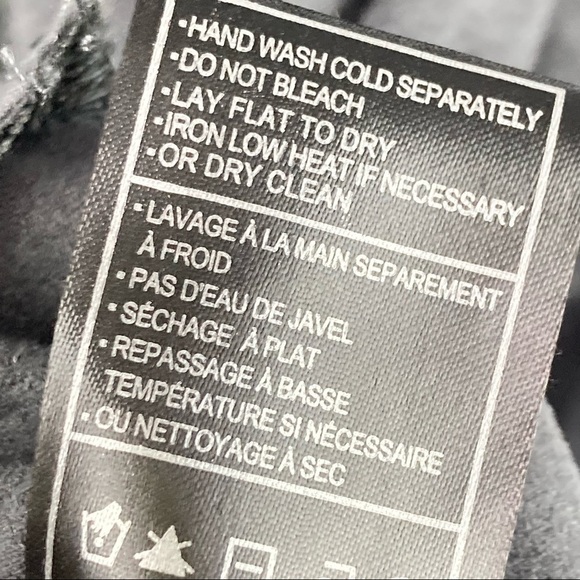 •HAND WASH COLD SEPARATELY
•DO NOT BLEACH
•LAY FLAT TO DRY
•IRON LOW HEAT IF NECESSARY
•OR DRY CLEAN
•LAVAGE À LA MAIN SEPAREMENT
À FROID
•PAS D'EAU DE JAVEL
•SÉCHAGE À PLAT
•REPASSAGE À BASSE
TEMPÉRATURE SI NÉCESSAIRE
•OU NETTOYAGE À SEC